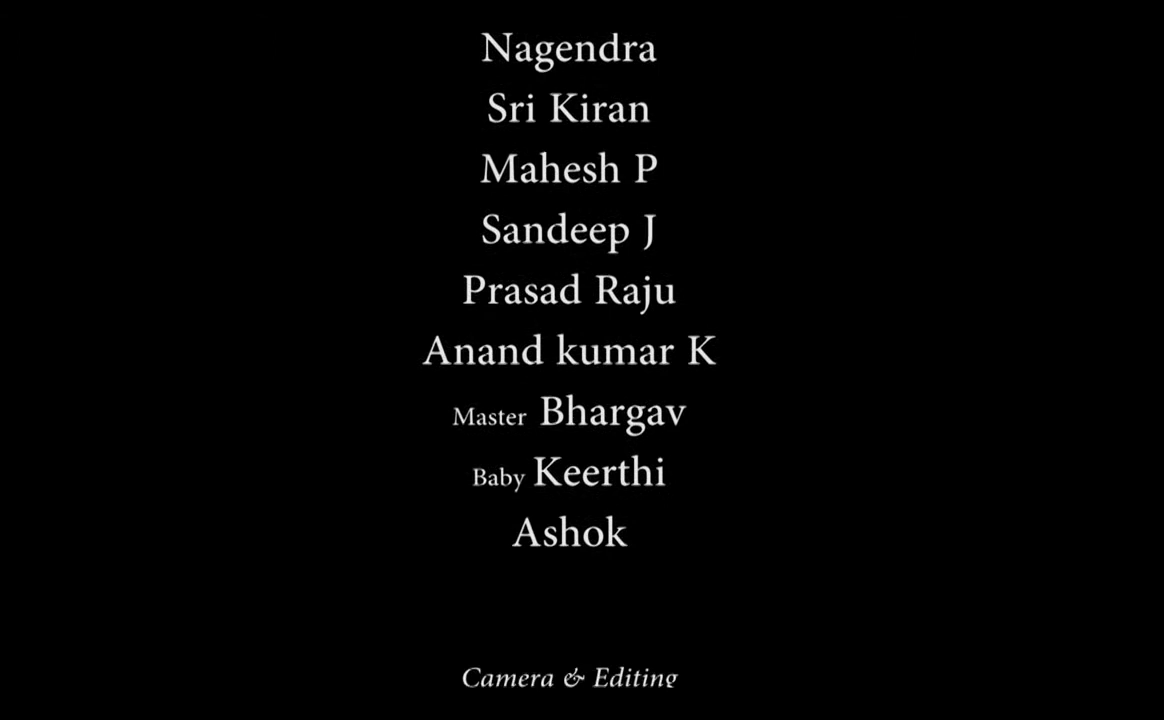 Nagendra
Sri Kiran
Mahesh P
Sandeep J
Prasad Raju
Anand kumar K
Master Bhargav
Baby Keerthi
Ashok
Camera & Editing